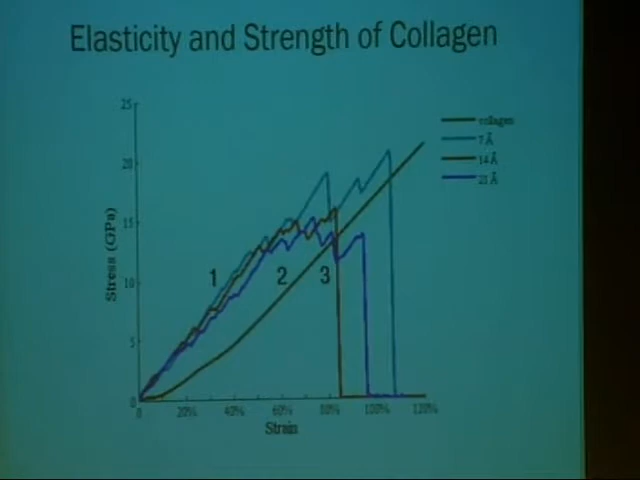 Elasticity and Strength of Collagen
25
20
15
10
5
0
Stress (GPa)
1 2 3
0 20% 40% 60% 80% 100% 120%
Strain
collagen
7 Å
14 Å
21 Å